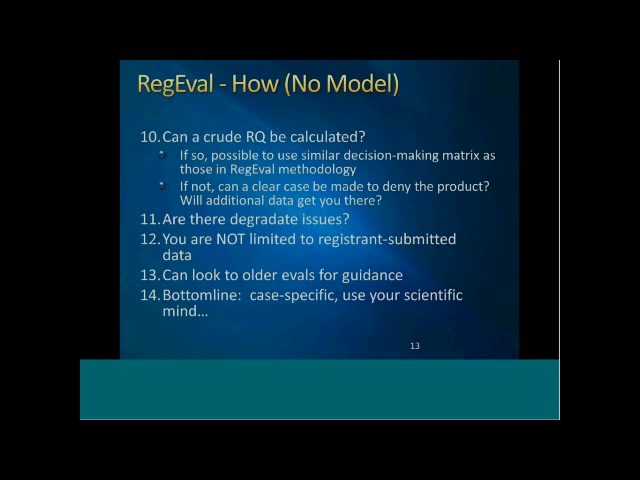 RegEval - How (No Model)
10. Can a crude RQ be calculated?
If so, possible to use similar decision-making matrix as
those in RegEval methodology
If not, can a clear case be made to deny the product?
Will additional data get you there?
11. Are there degradate issues?
12. You are NOT limited to registrant-submitted
data
13. Can look to older evals for guidance
14. Bottomline: case-specific, use your scientific
mind...
13